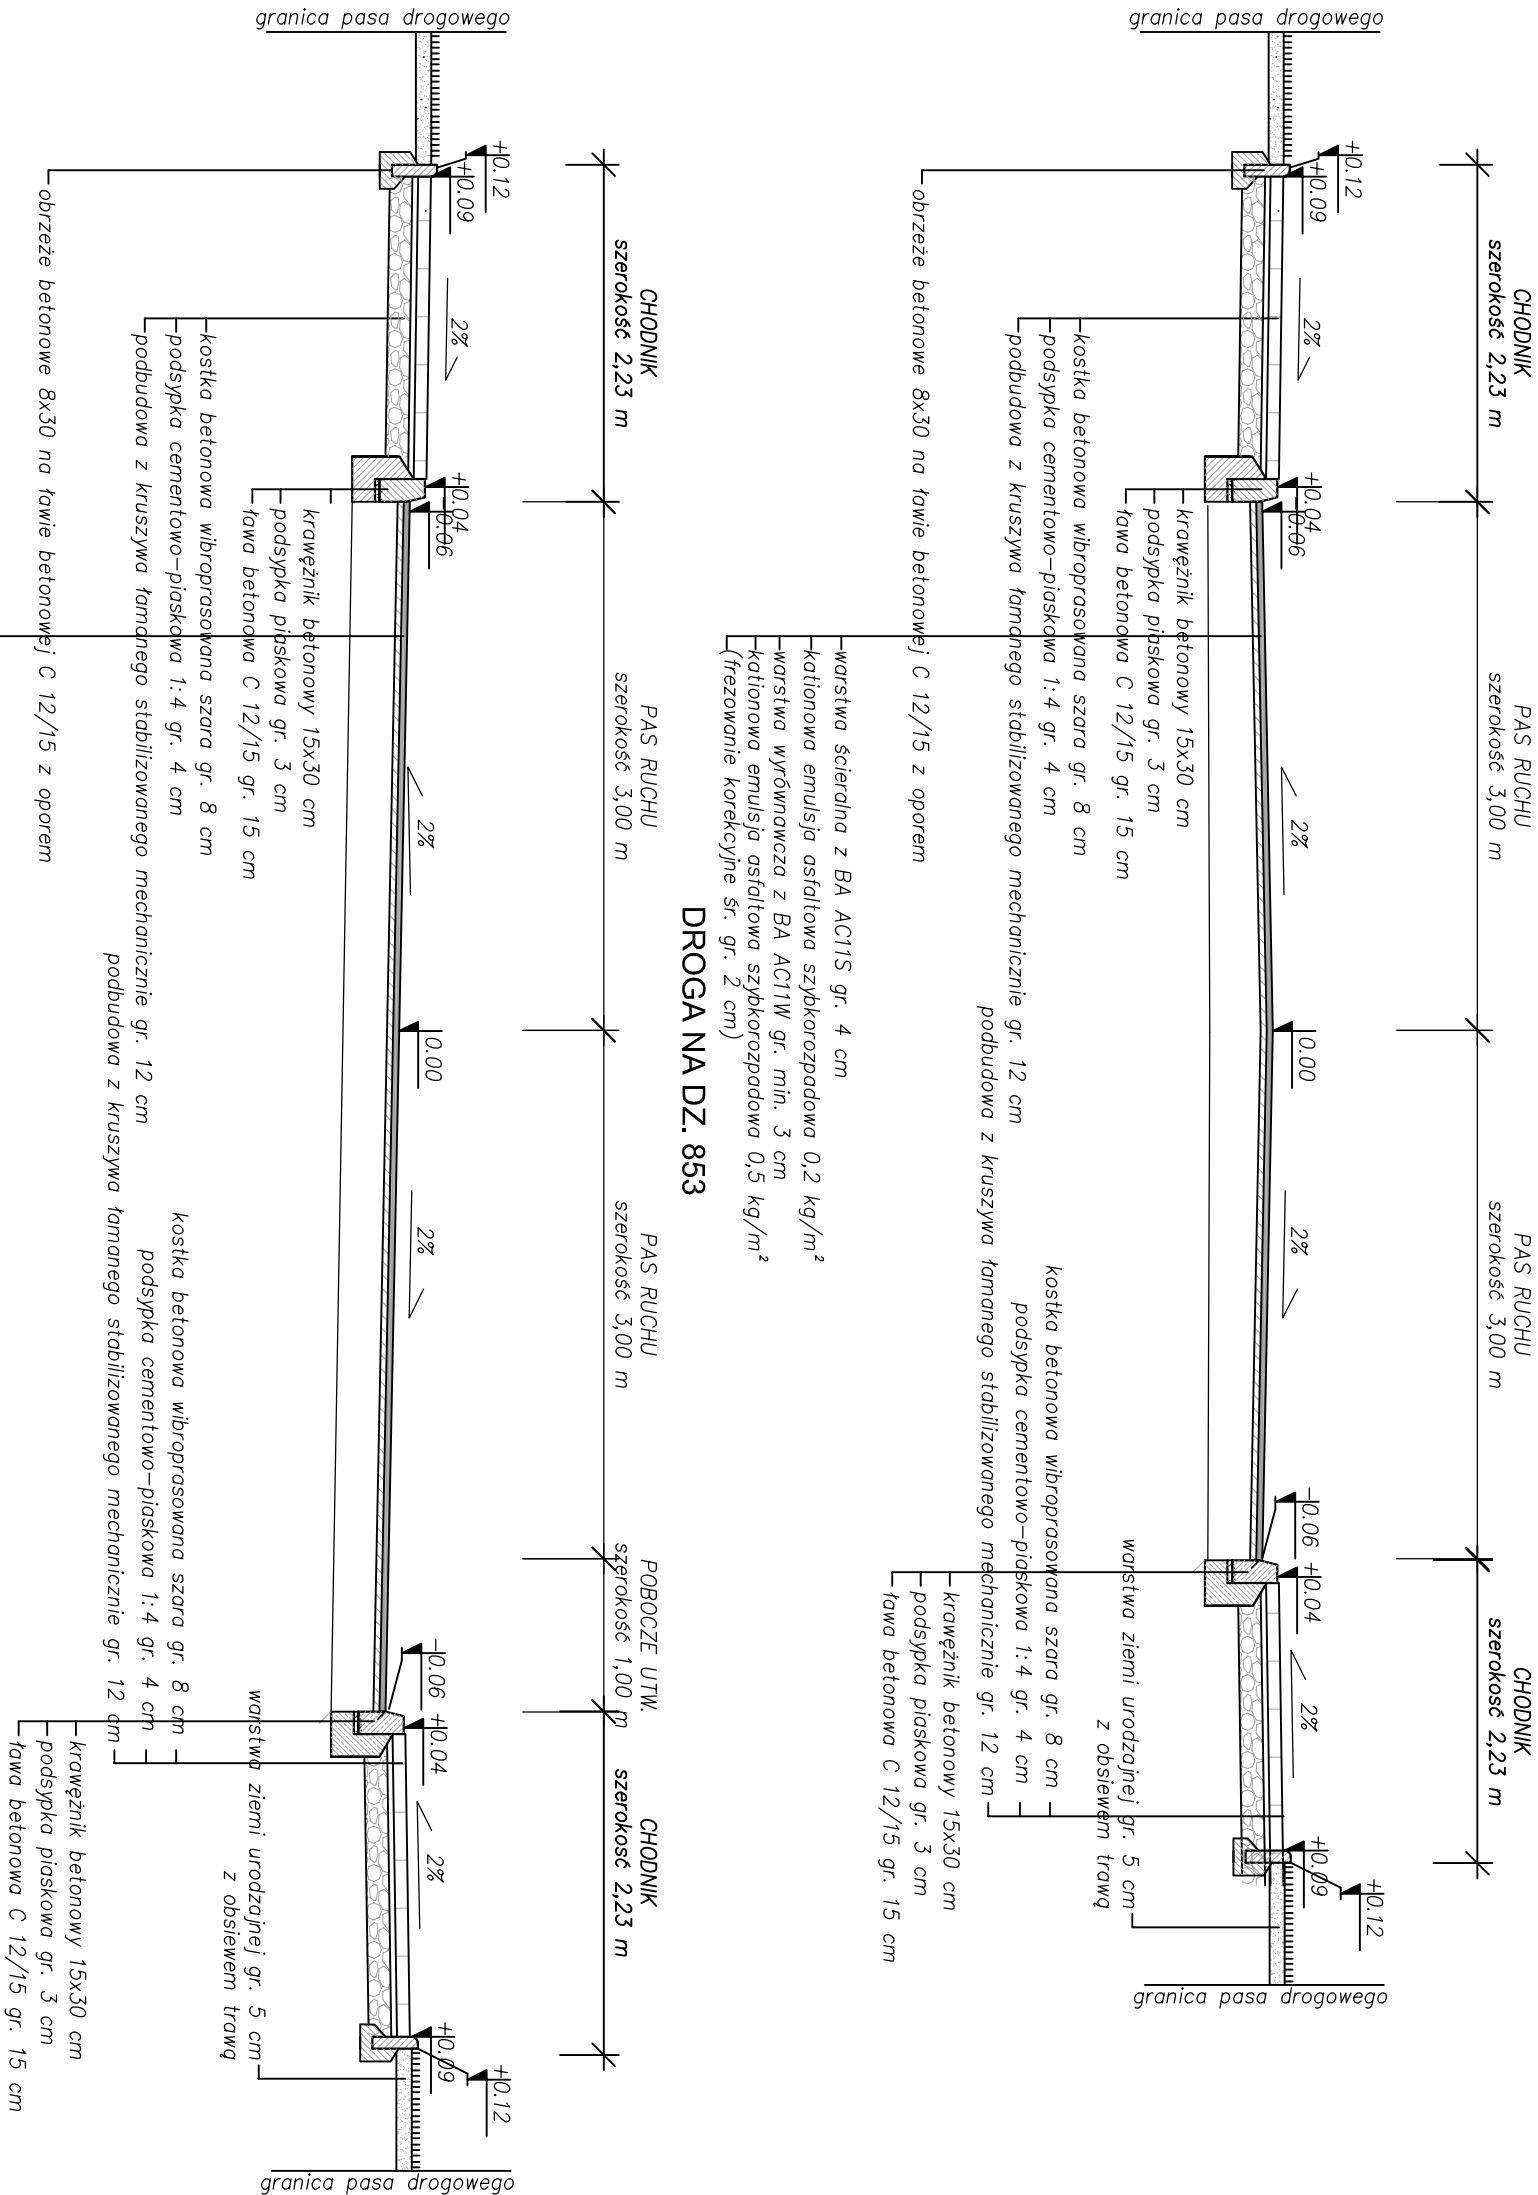 CHODNIK
szerokość 2,23 m
PAS RUCHU
szerokość 3,00 m
PAS RUCHU
szerokość 3,00 m
CHODNIK
szerokość 2,23 m
granica pasa drogowego
+0.12
+0.09
2%
+0.04
-0.06
2%
0.00
2%
-0.06
+0.04
2%
+0.09
+0.12
granica pasa drogowego
krawężnik betonowy 15x30 cm
podsypka piaskowa gr. 3 cm
ława betonowa C 12/15 gr. 15 cm
kostka betonowa wibroprasowana szara gr. 8 cm
podsypka cementowo-piaskowa 1:4 gr. 4 cm
podbudowa z kruszywa łamanego stabilizowanego mechanicznie gr. 12 cm
obrzeże betonowe 8x30 na ławie betonowej C 12/15 z oporem
warstwa ziemi urodzajnej gr. 5 cm
z obsiewem trawą
kostka betonowa wibroprasowana szara gr. 8 cm
podsypka cementowo-piaskowa 1:4 gr. 4 cm
podbudowa z kruszywa łamanego stabilizowanego mechanicznie gr. 12 cm
krawężnik betonowy 15x30 cm
podsypka piaskowa gr. 3 cm
ława betonowa C 12/15 gr. 15 cm
warstwa ścieralna z BA AC11S gr. 4 cm
kationowa emulsja asfaltowa szybkorozpadowa 0,2 kg/m²
warstwa wyrównawcza z BA AC11W gr. min. 3 cm
kationowa emulsja asfaltowa szybkorozpadowa 0,5 kg/m²
(frezowanie korekcyjne śr. gr. 2 cm)
DROGA NA DZ. 853
CHODNIK
szerokość 2,23 m
PAS RUCHU
szerokość 3,00 m
PAS RUCHU
szerokość 3,00 m
POBOCZE UTW.
szerokość 1,00 m
CHODNIK
szerokość 2,23 m
granica pasa drogowego
+0.12
+0.09
2%
+0.04
-0.06
2%
0.00
2%
-0.06
+0.04
2%
+0.09
+0.12
granica pasa drogowego
krawężnik betonowy 15x30 cm
podsypka piaskowa gr. 3 cm
ława betonowa C 12/15 gr. 15 cm
kostka betonowa wibroprasowana szara gr. 8 cm
podsypka cementowo-piaskowa 1:4 gr. 4 cm
podbudowa z kruszywa łamanego stabilizowanego mechanicznie gr. 12 cm
obrzeże betonowe 8x30 na ławie betonowej C 12/15 z oporem
warstwa ziemi urodzajnej gr. 5 cm
z obsiewem trawą
kostka betonowa wibroprasowana szara gr. 8 cm
podsypka cementowo-piaskowa 1:4 gr. 4 cm
podbudowa z kruszywa łamanego stabilizowanego mechanicznie gr. 12 cm
krawężnik betonowy 15x30 cm
podsypka piaskowa gr. 3 cm
ława betonowa C 12/15 gr. 15 cm